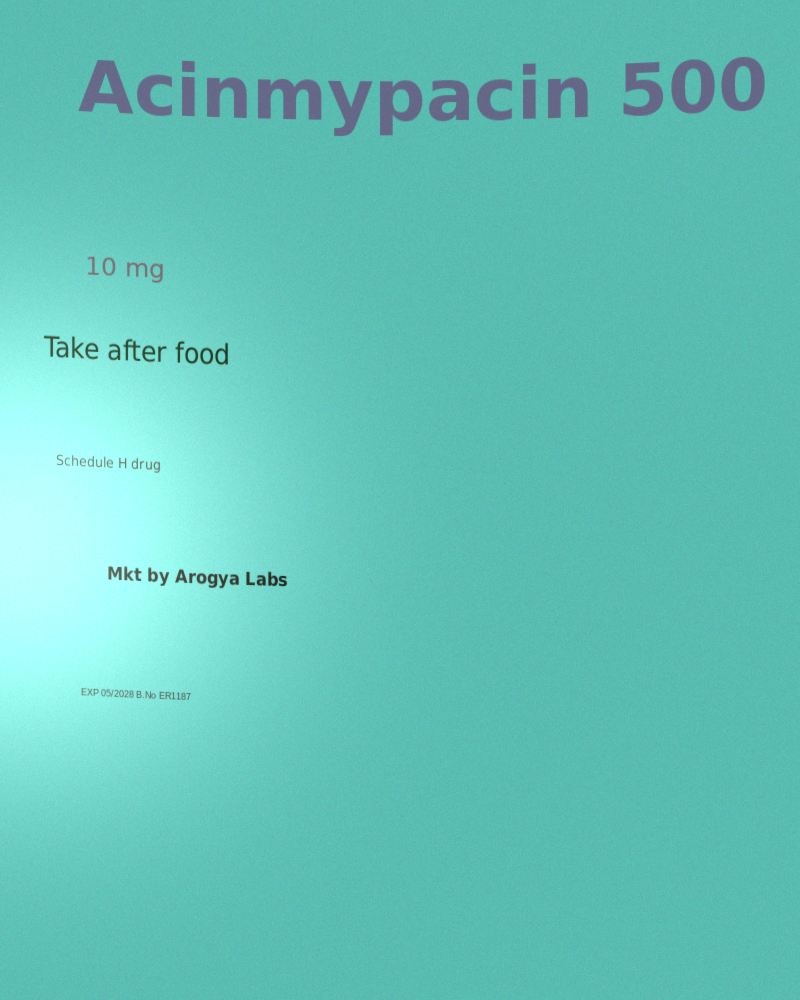 Acinmypacin 500
10 mg
Take after food
Schedule H drug
Mkt by Arogya Labs
EXP 05/2028 B.No ER1187